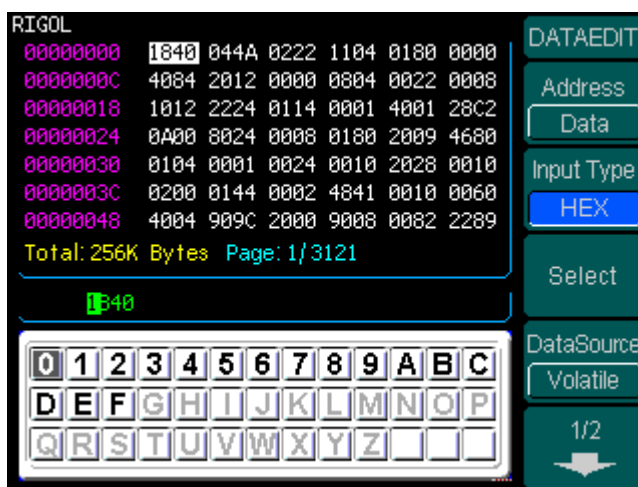 RIGOL
00000000 1840 044A 0222 1104 0180 0000
0000000C 4084 2012 0000 0804 0022 0008
00000018 1012 2224 0114 0001 4001 28C2
00000024 0A00 8024 0008 0180 2009 4680
00000030 0104 0001 0024 0010 2028 0010
0000003C 0200 0144 0002 4841 0010 0060
00000048 4004 909C 2000 9008 0082 2289
Total: 256K Bytes Page: 1/3121
1840
0 1 2 3 4 5 6 7 8 9 A B C
D E F G H I J K L M N O P
Q R S T U V W X Y Z
DATAEDIT
Address
Data
Input Type
HEX
Select
DataSource
Volatile
1/2